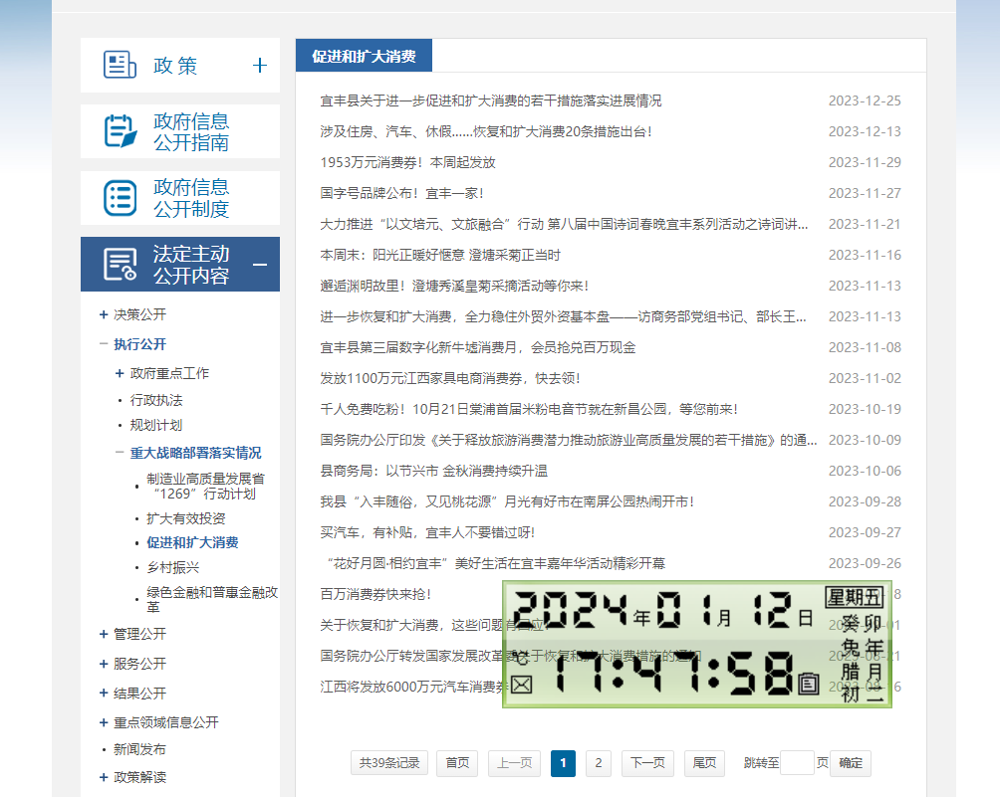 政 策 +
政府信息
公开指南
政府信息
公开制度
法定主动
公开内容
+ 决策公开
− 执行公开
+ 政府重点工作
· 行政执法
· 规划计划
− 重大战略部署落实情况
· 制造业高质量发展省
“1269”行动计划
· 扩大有效投资
· 促进和扩大消费
· 乡村振兴
· 绿色金融和普惠金融改
革
+ 管理公开
+ 服务公开
+ 结果公开
+ 重点领域信息公开
· 新闻发布
+ 政策解读
促进和扩大消费
宜丰县关于进一步促进和扩大消费的若干措施落实进展情况 2023-12-25
涉及住房、汽车、休假……恢复和扩大消费20条措施出台！ 2023-12-13
1953万元消费券！本周起发放 2023-11-29
国字号品牌公布！宜丰一家！ 2023-11-27
大力推进“以文培元、文旅融合”行动 第八届中国诗词春晚宜丰系列活动之诗词讲... 2023-11-21
本周末：阳光正暖好惬意 澄塘采菊正当时 2023-11-16
邂逅渊明故里！澄塘秀溪皇菊采摘活动等你来！ 2023-11-13
进一步恢复和扩大消费，全力稳住外贸外资基本盘——访商务部党组书记、部长王... 2023-11-13
宜丰县第三届数字化新牛墟消费月，会员抢兑百万现金 2023-11-08
发放1100万元江西家具电商消费券，快去领！ 2023-11-02
千人免费吃粉！10月21日棠浦首届米粉电音节就在新昌公园，等您前来！ 2023-10-19
国务院办公厅印发《关于释放旅游消费潜力推动旅游业高质量发展的若干措施》的通... 2023-10-09
县商务局：以节兴市 金秋消费持续升温 2023-10-06
我县“入丰随俗，又见桃花源”月光有好市在南屏公园热闹开市！ 2023-09-28
买汽车，有补贴，宜丰人不要错过呀! 2023-09-27
“花好月圆·相约宜丰”美好生活在宜丰嘉年华活动精彩开幕 2023-09-26
百万消费券快来抢！
关于恢复和扩大消费，这些问题有回应！
国务院办公厅转发国家发展改革委关于恢复和扩大消费措施的通知
江西将发放6000万元汽车消费券
2024年01月12日 星期五
17:47:58
℃
癸卯
兔年
腊月
初二
共39条记录 首页 上一页 1 2 下一页 尾页 跳转至 页 确定